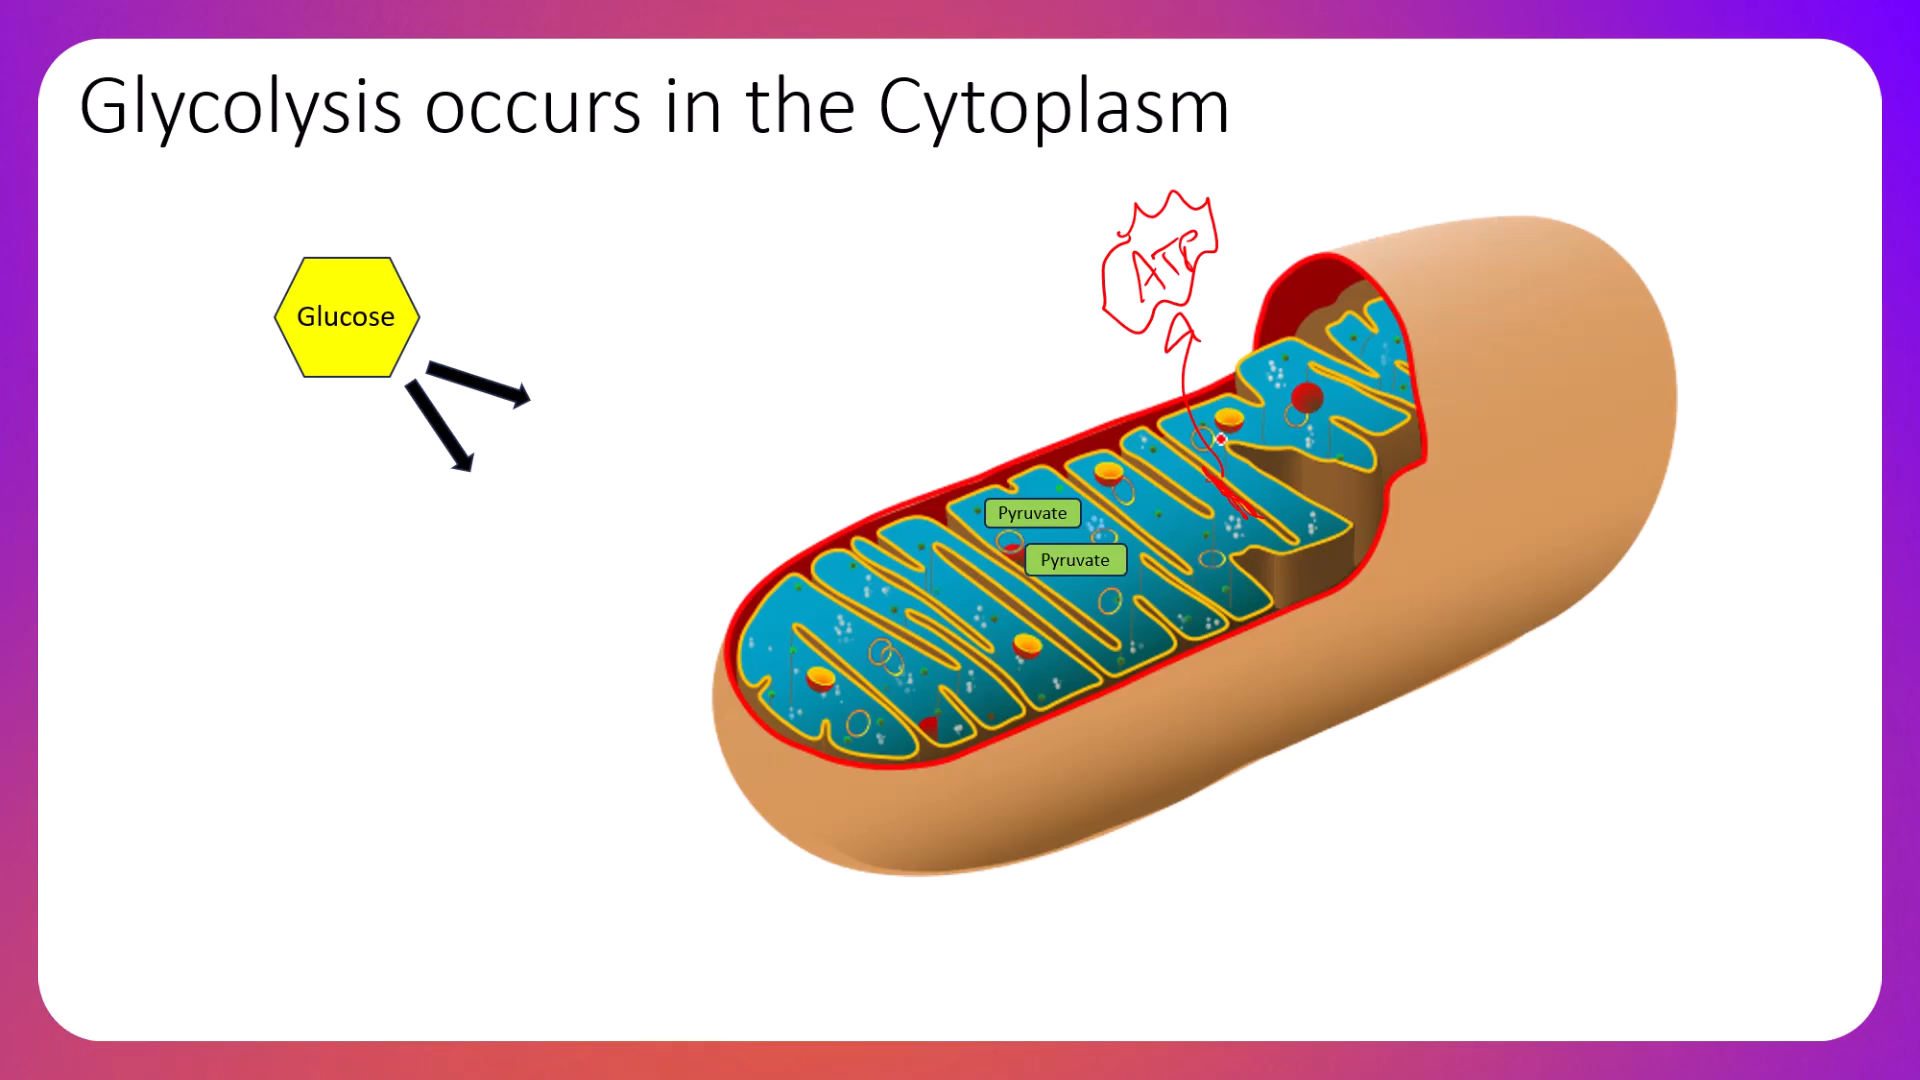 Glycolysis occurs in the Cytoplasm
ATP
Glucose
Pyruvate
Pyruvate